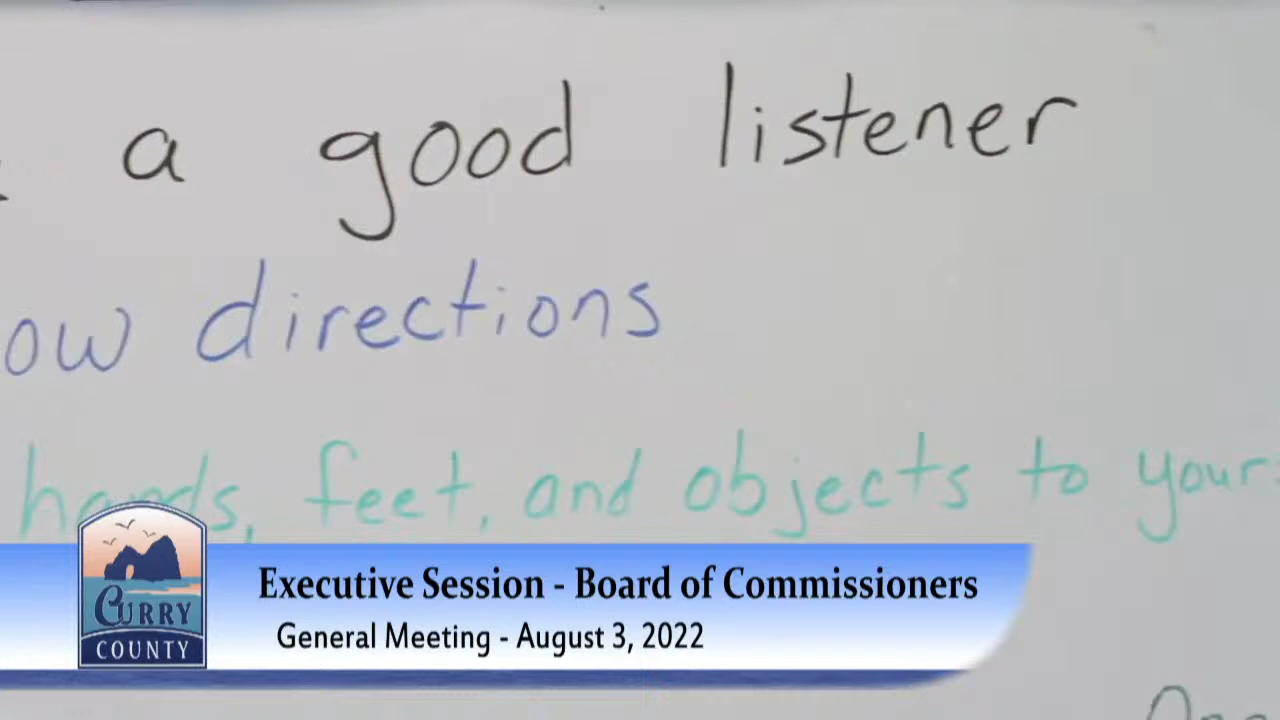 a good listener
ow directions
hands, feet, and objects to your
Executive Session - Board of Commissioners
General Meeting - August 3, 2022
CURRY
COUNTY